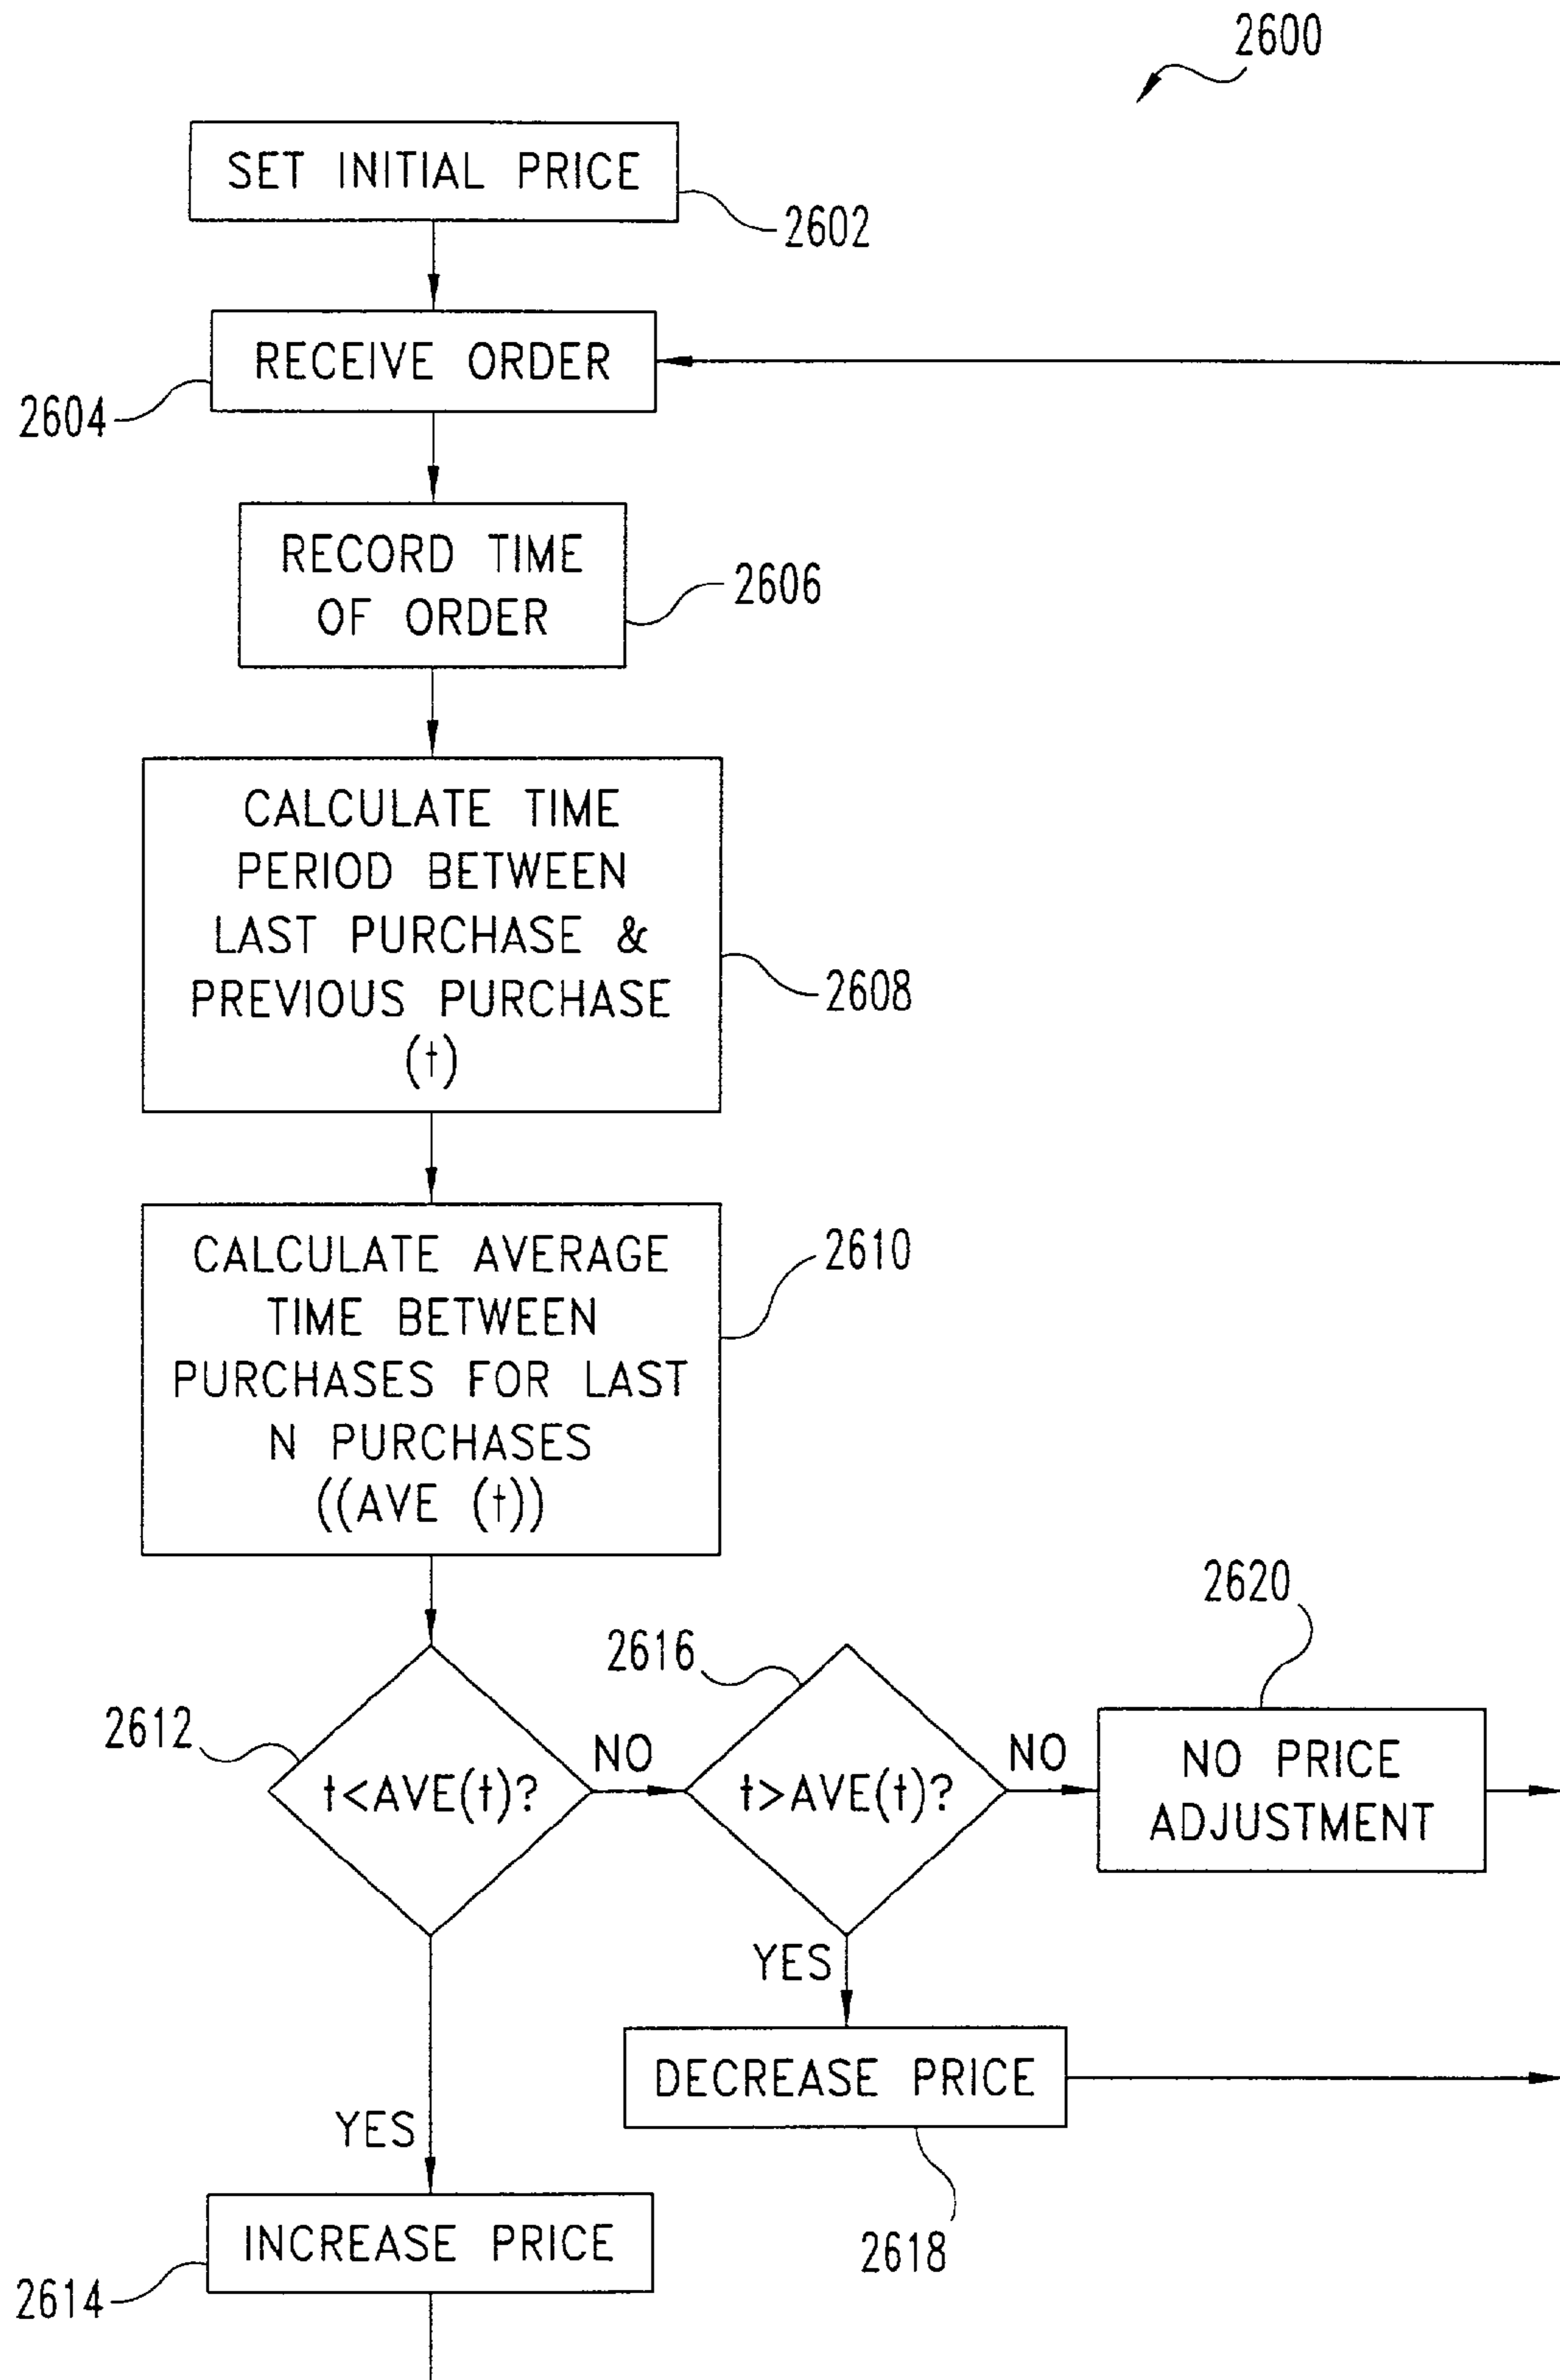 2600
SET INITIAL PRICE
2602
RECEIVE ORDER
2604
RECORD TIME
OF ORDER
2606
CALCULATE TIME
PERIOD BETWEEN
LAST PURCHASE &
PREVIOUS PURCHASE
(t)
2608
CALCULATE AVERAGE
TIME BETWEEN
PURCHASES FOR LAST
N PURCHASES
((AVE (t))
2610
2612
t<AVE(t)?
NO
YES
2616
t>AVE(t)?
NO
YES
2620
NO PRICE
ADJUSTMENT
DECREASE PRICE
2618
INCREASE PRICE
2614